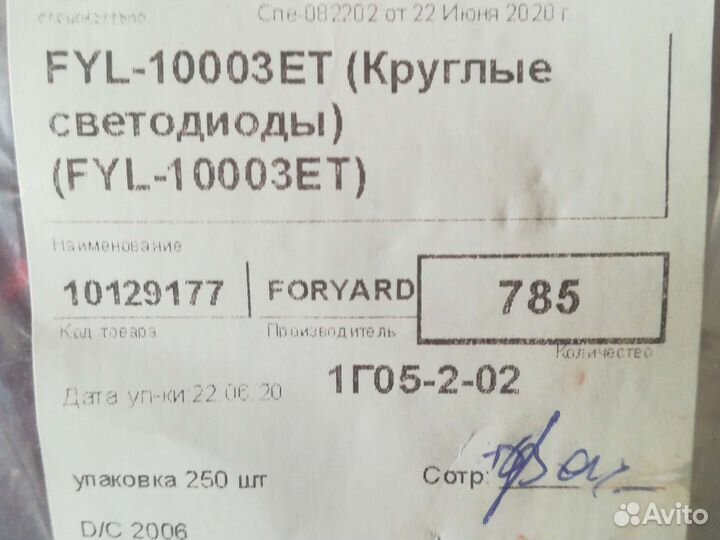 Спе-082202 от 22 Июня 2020 г.
FYL-10003ET (Круглые
светодиоды)
(FYL-10003ET)
Наименование
10129177 FORYARD 785
Код товара Производитель Количество
Дата уп-ки:22.06.20 1Г05-2-02
упаковка 250 шт Сотр:
D/C 2006
Avito